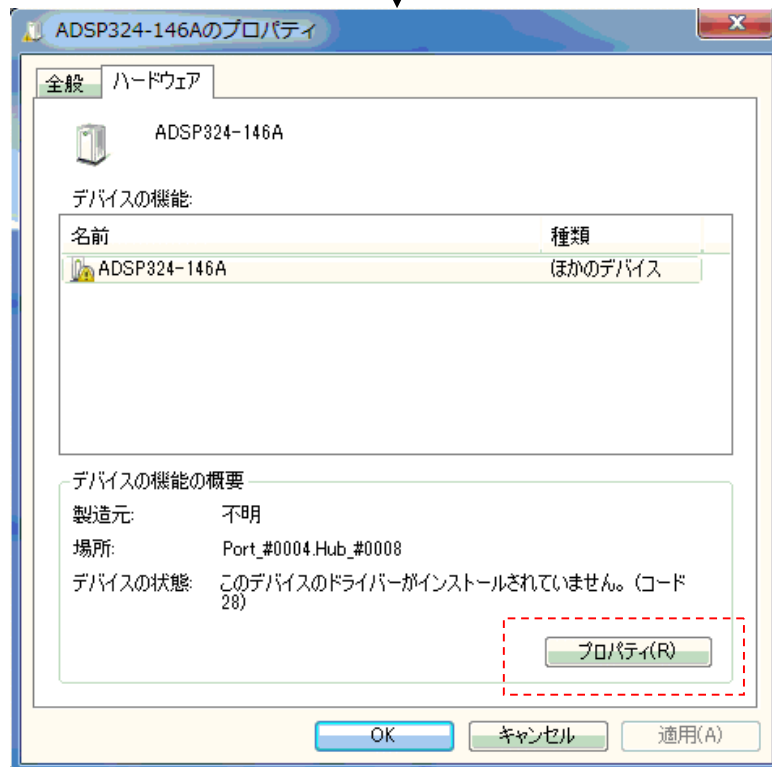 ADSP324-146Aのプロパティ
全般 ハードウェア
ADSP324-146A
デバイスの機能:
名前 種類
ADSP324-146A ほかのデバイス
デバイスの機能の概要
製造元: 不明
場所: Port_#0004.Hub_#0008
デバイスの状態: このデバイスのドライバーがインストールされていません。(コード
28)
プロパティ(R)
OK キャンセル 適用(A)